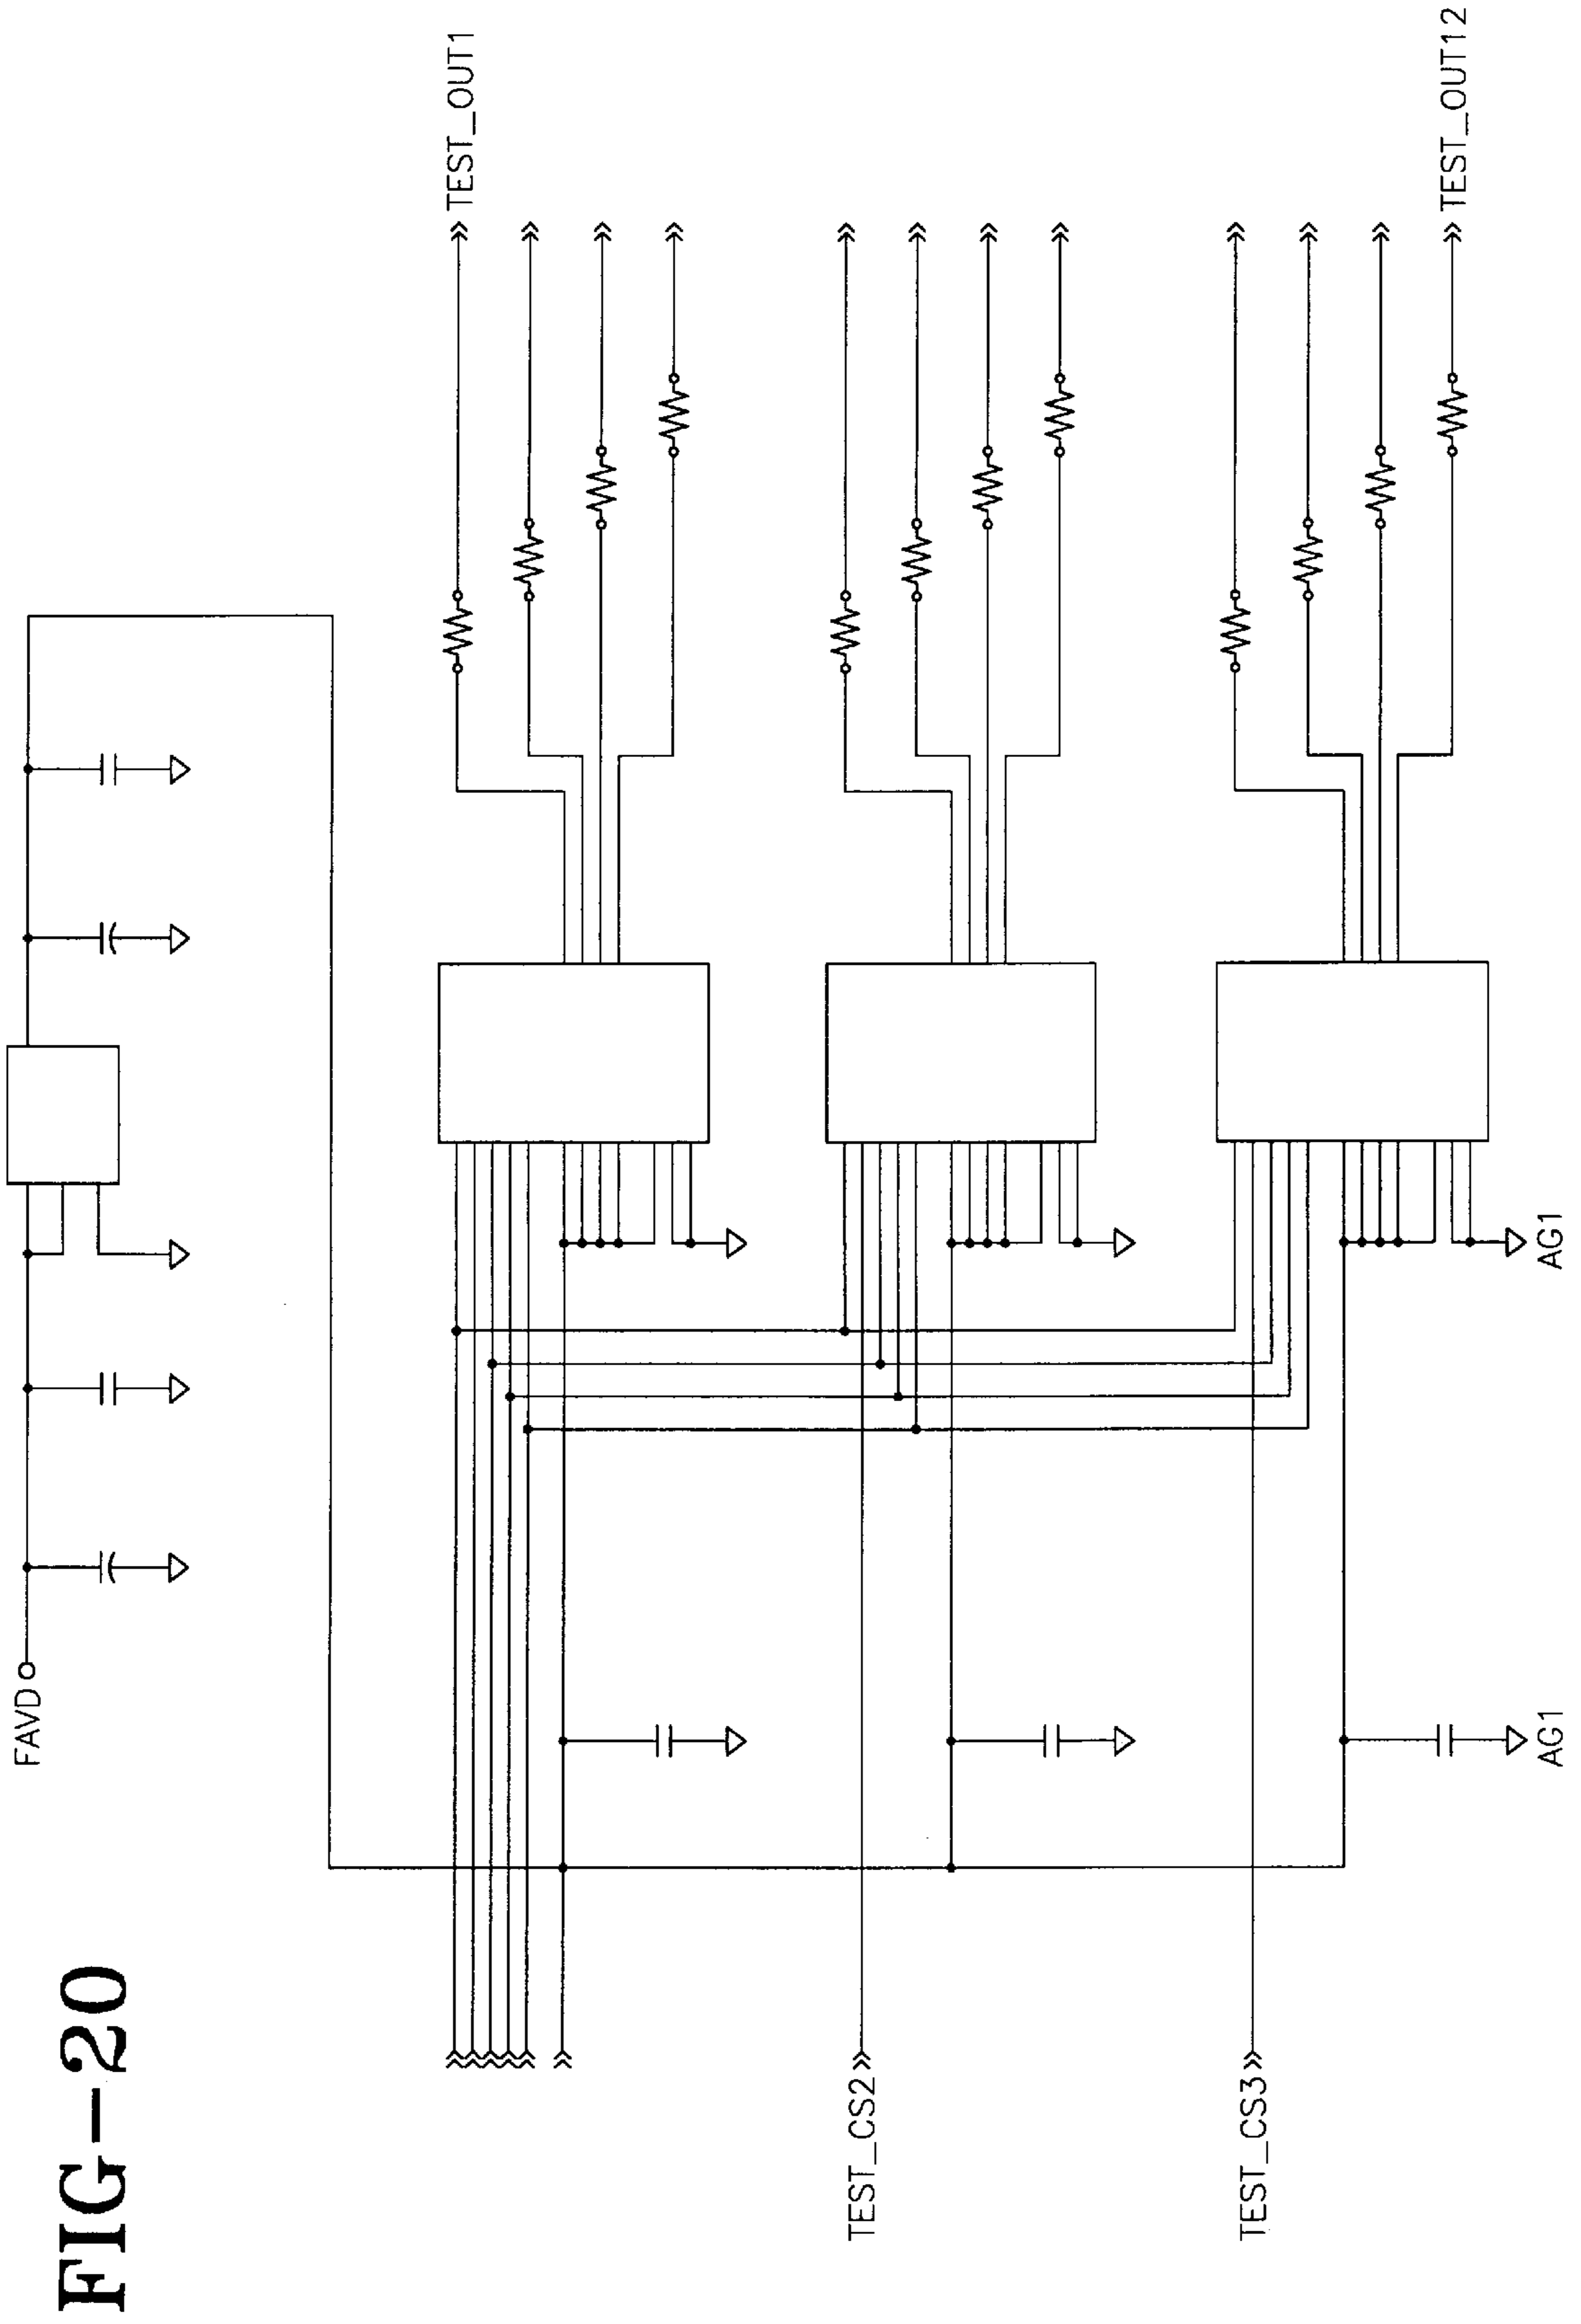 FIG-20
FAVD
TEST_OUT1
TEST_CS2
TEST_CS3
TEST_OUT12
AG1
AG1